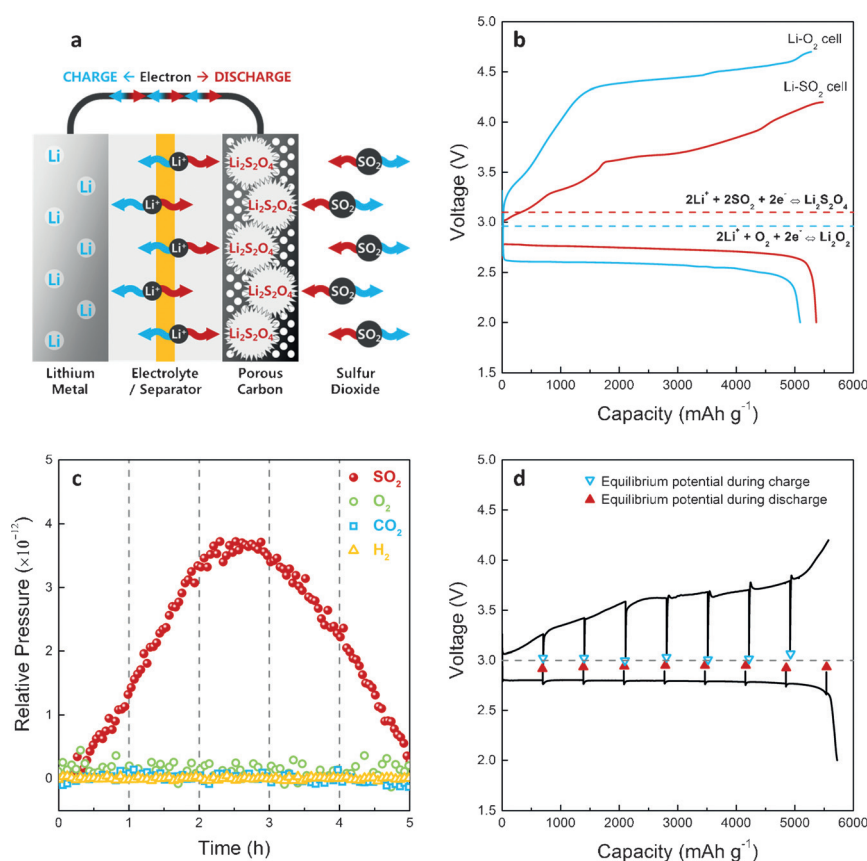 a
CHARGE ← Electron → DISCHARGE
Li
Li
Li
Li
Li
Li
Li
Li⁺
Li⁺
Li⁺
Li⁺
Li⁺
Li₂S₂O₄
Li₂S₂O₄
Li₂S₂O₄
Li₂S₂O₄
Li₂S₂O₄
SO₂
SO₂
SO₂
SO₂
SO₂
Lithium
Metal
Electrolyte
/ Separator
Porous
Carbon
Sulfur
Dioxide
b
Li-O₂ cell
Li-SO₂ cell
2Li⁺ + 2SO₂ + 2e⁻ ⇔ Li₂S₂O₄
2Li⁺ + O₂ + 2e⁻ ⇔ Li₂O₂
Voltage (V)
5.0
4.5
4.0
3.5
3.0
2.5
2.0
1.5
0 1000 2000 3000 4000 5000 6000
Capacity (mAh g⁻¹)
c
SO₂
O₂
CO₂
H₂
Relative Pressure (×10⁻¹²)
5
4
3
2
1
0
0 1 2 3 4 5
Time (h)
d
Equilibrium potential during charge
Equilibrium potential during discharge
Voltage (V)
5.0
4.5
4.0
3.5
3.0
2.5
2.0
1.5
0 1000 2000 3000 4000 5000 6000
Capacity (mAh g⁻¹)